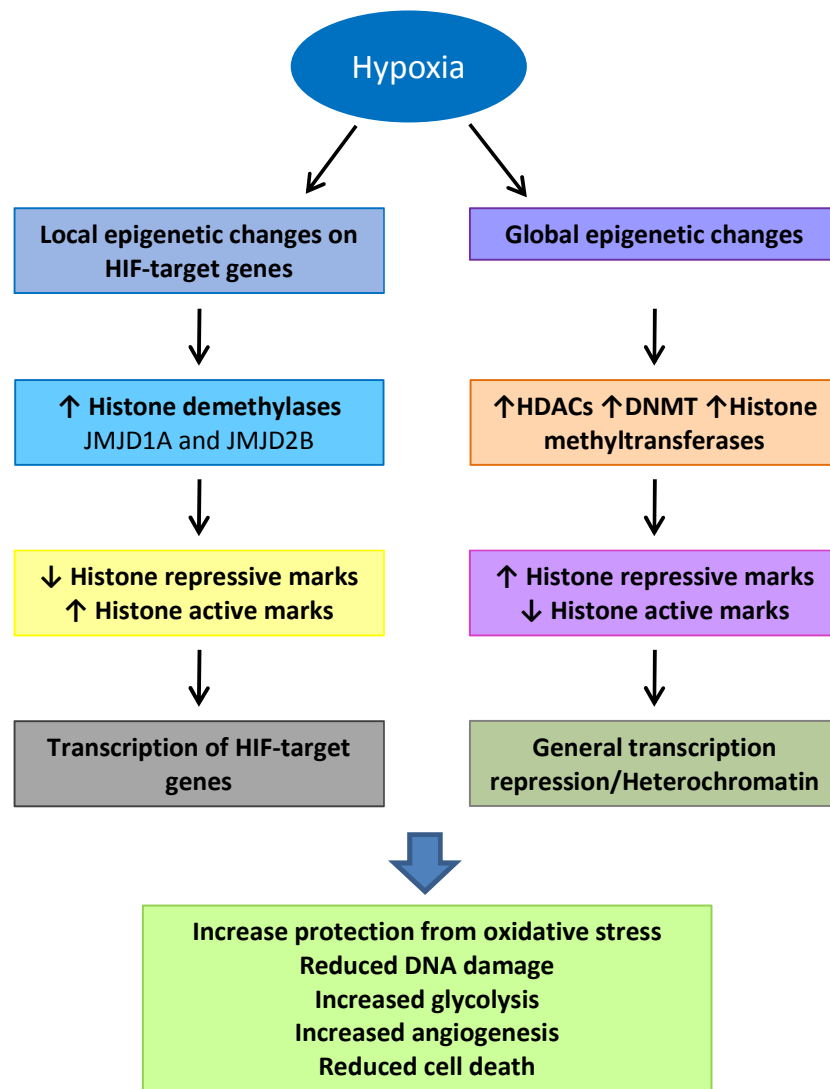 Hypoxia
Local epigenetic changes on
HIF-target genes
Global epigenetic changes
↑ Histone demethylases
JMJD1A and JMJD2B
↑HDACs ↑DNMT ↑Histone
methyltransferases
↓ Histone repressive marks
↑ Histone active marks
↑ Histone repressive marks
↓ Histone active marks
Transcription of HIF-target
genes
General transcription
repression/Heterochromatin
Increase protection from oxidative stress
Reduced DNA damage
Increased glycolysis
Increased angiogenesis
Reduced cell death